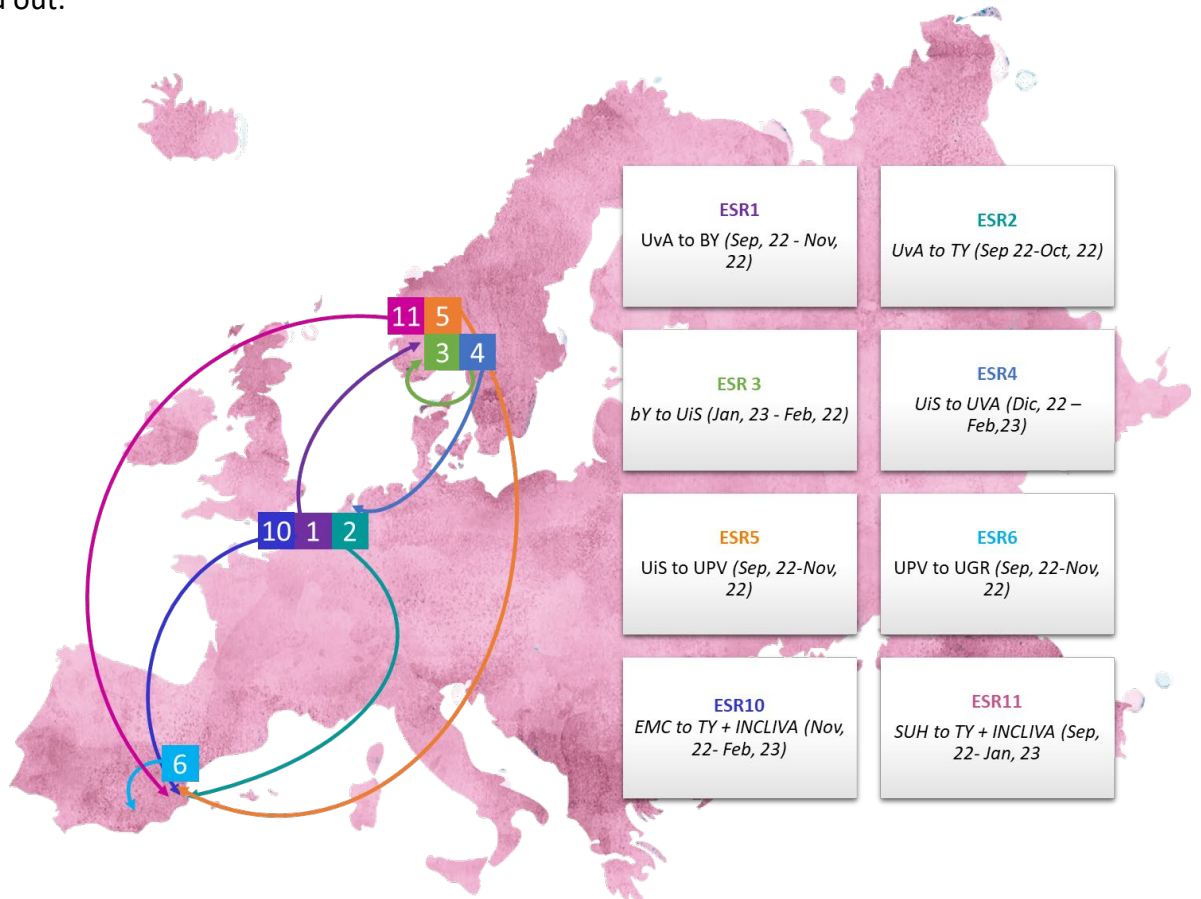 d out.
ESR1
UvA to BY (Sep, 22 - Nov,
22)
ESR2
UvA to TY (Sep 22-Oct, 22)
11 5
3 4
ESR 3
bY to UiS (Jan, 23 - Feb, 22)
ESR4
UiS to UVA (Dic, 22 –
Feb,23)
10 1 2
ESR5
UiS to UPV (Sep, 22-Nov,
22)
ESR6
UPV to UGR (Sep, 22-Nov,
22)
6
ESR10
EMC to TY + INCLIVA (Nov,
22- Feb, 23)
ESR11
SUH to TY + INCLIVA (Sep,
22- Jan, 23